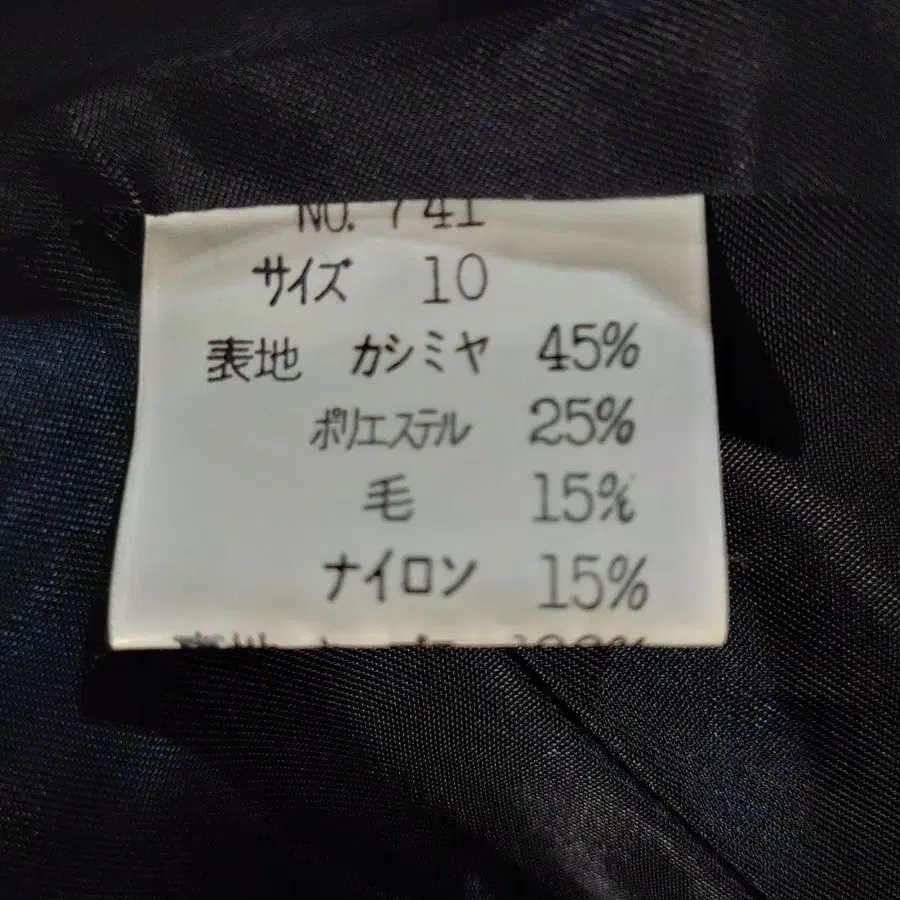 NO. 741
サイズ 10
表地 カシミヤ 45%
ポリエステル 25%
毛 15%
ナイロン 15%